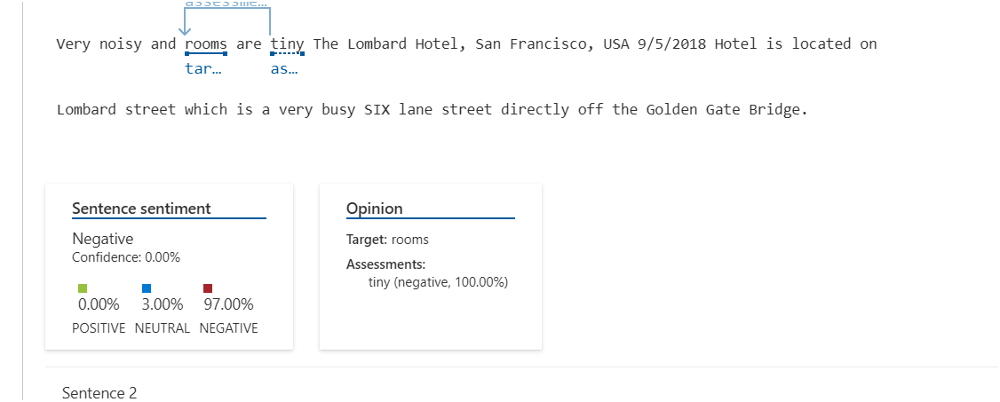 assessme…
Very noisy and rooms are tiny The Lombard Hotel, San Francisco, USA 9/5/2018 Hotel is located on
tar… as…
Lombard street which is a very busy SIX lane street directly off the Golden Gate Bridge.
Sentence sentiment
Negative
Confidence: 0.00%
0.00% 3.00% 97.00%
POSITIVE NEUTRAL NEGATIVE
Opinion
Target: rooms
Assessments:
tiny (negative, 100.00%)
Sentence 2